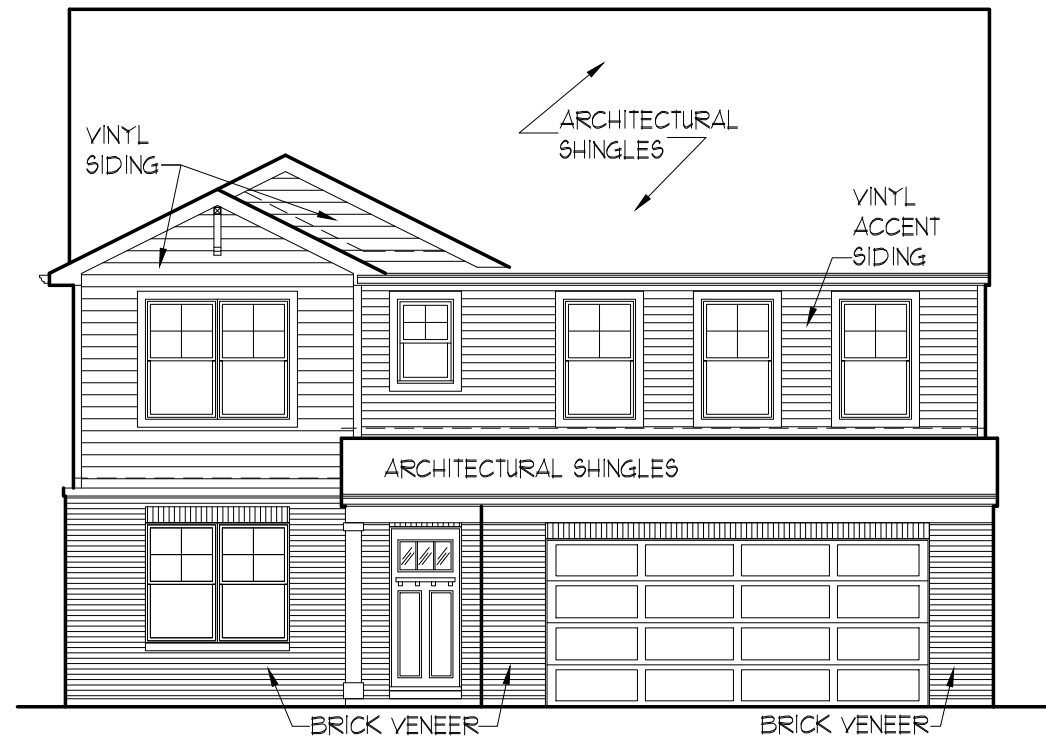 ARCHITECTURAL
SHINGLES
VINYL
SIDING
VINYL
ACCENT
SIDING
ARCHITECTURAL SHINGLES
BRICK VENEER
BRICK VENEER